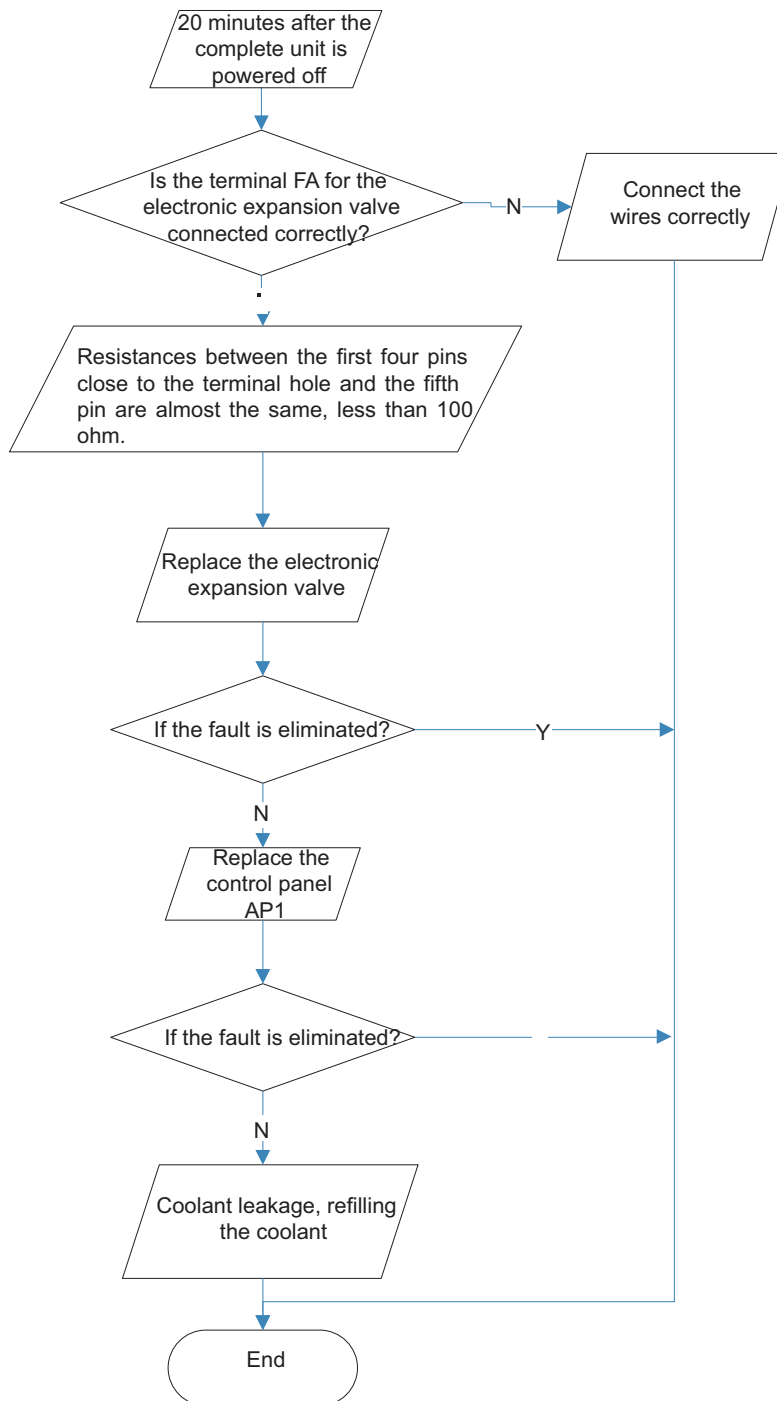 20 minutes after the
complete unit is
powered off
Is the terminal FA for the
electronic expansion valve
connected correctly?
N
Connect the
wires correctly
Resistances between the first four pins
close to the terminal hole and the fifth
pin are almost the same, less than 100
ohm.
Replace the electronic
expansion valve
If the fault is eliminated?
Y
N
Replace the
control panel
AP1
If the fault is eliminated?
N
Coolant leakage, refilling
the coolant
End